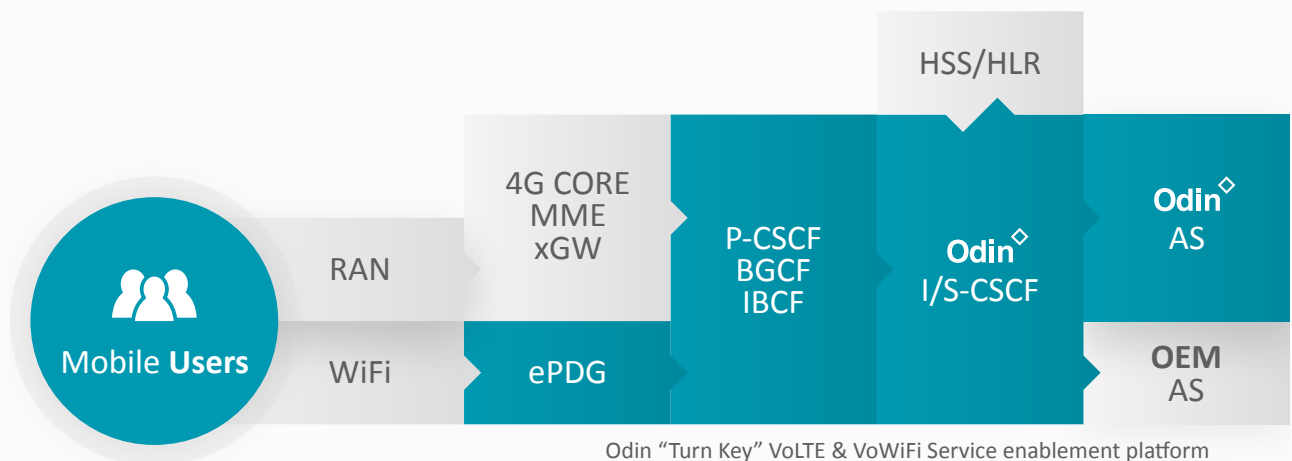 Mobile Users
RAN
WiFi
4G CORE
MME
xGW
ePDG
P-CSCF
BGCF
IBCF
HSS/HLR
Odin
I/S-CSCF
Odin
AS
OEM
AS
Odin “Turn Key” VoLTE & VoWiFi Service enablement platform